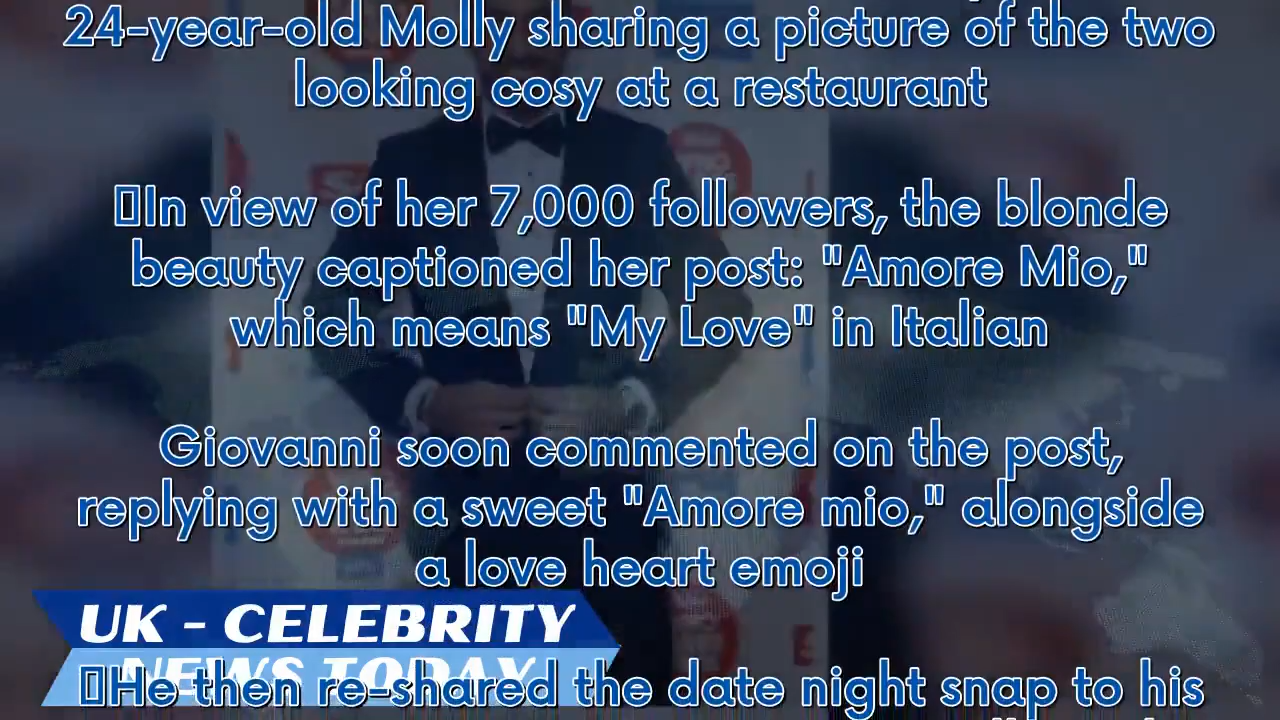 24-year-old Molly sharing a picture of the two
looking cosy at a restaurant
In view of her 7,000 followers, the blonde
beauty captioned her post: "Amore Mio,"
which means "My Love" in Italian
Giovanni soon commented on the post,
replying with a sweet "Amore mio," alongside
a love heart emoji
UK - CELEBRITY
NEWS TODAY
He then re-shared the date night snap to his